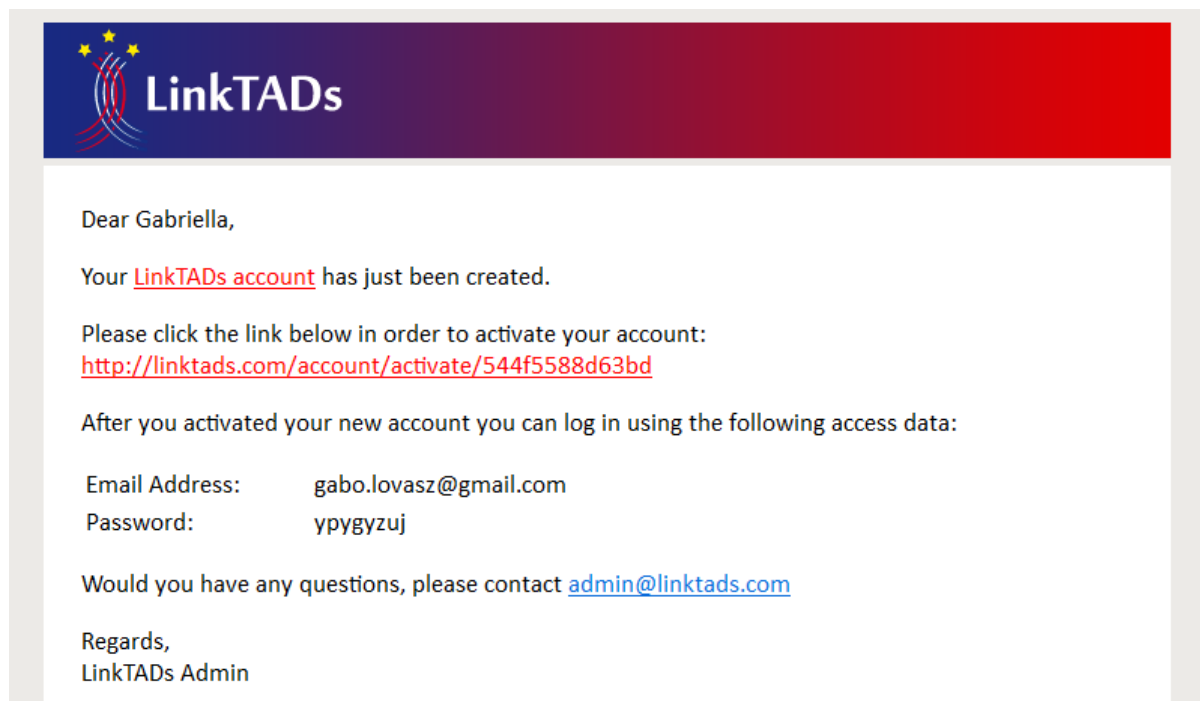 LinkTADs
Dear Gabriella,
Your LinkTADs account has just been created.
Please click the link below in order to activate your account:
http://linktads.com/account/activate/544f5588d63bd
After you activated your new account you can log in using the following access data:
Email Address: gabo.lovasz@gmail.com
Password: ypygyzuj
Would you have any questions, please contact admin@linktads.com
Regards,
LinkTADs Admin